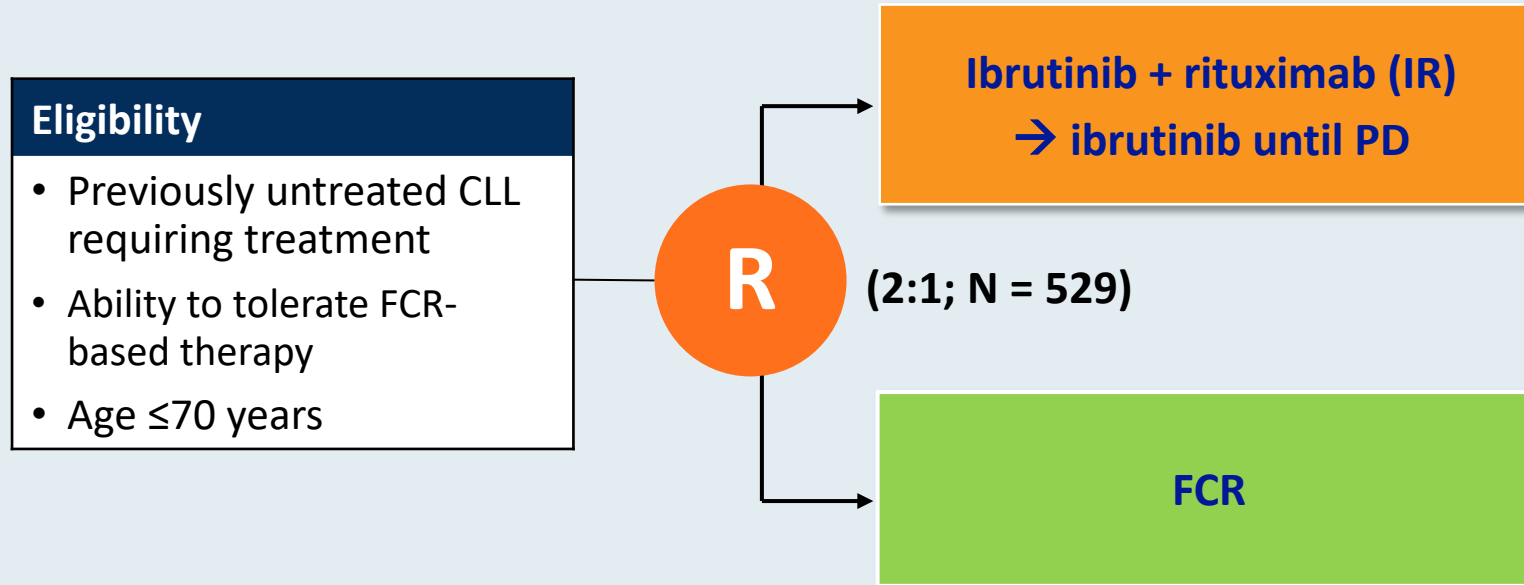 Eligibility
• Previously untreated CLL
requiring treatment
• Ability to tolerate FCR-
based therapy
• Age ≤70 years
R
(2:1; N = 529)
Ibrutinib + rituximab (IR)
→ ibrutinib until PD
FCR